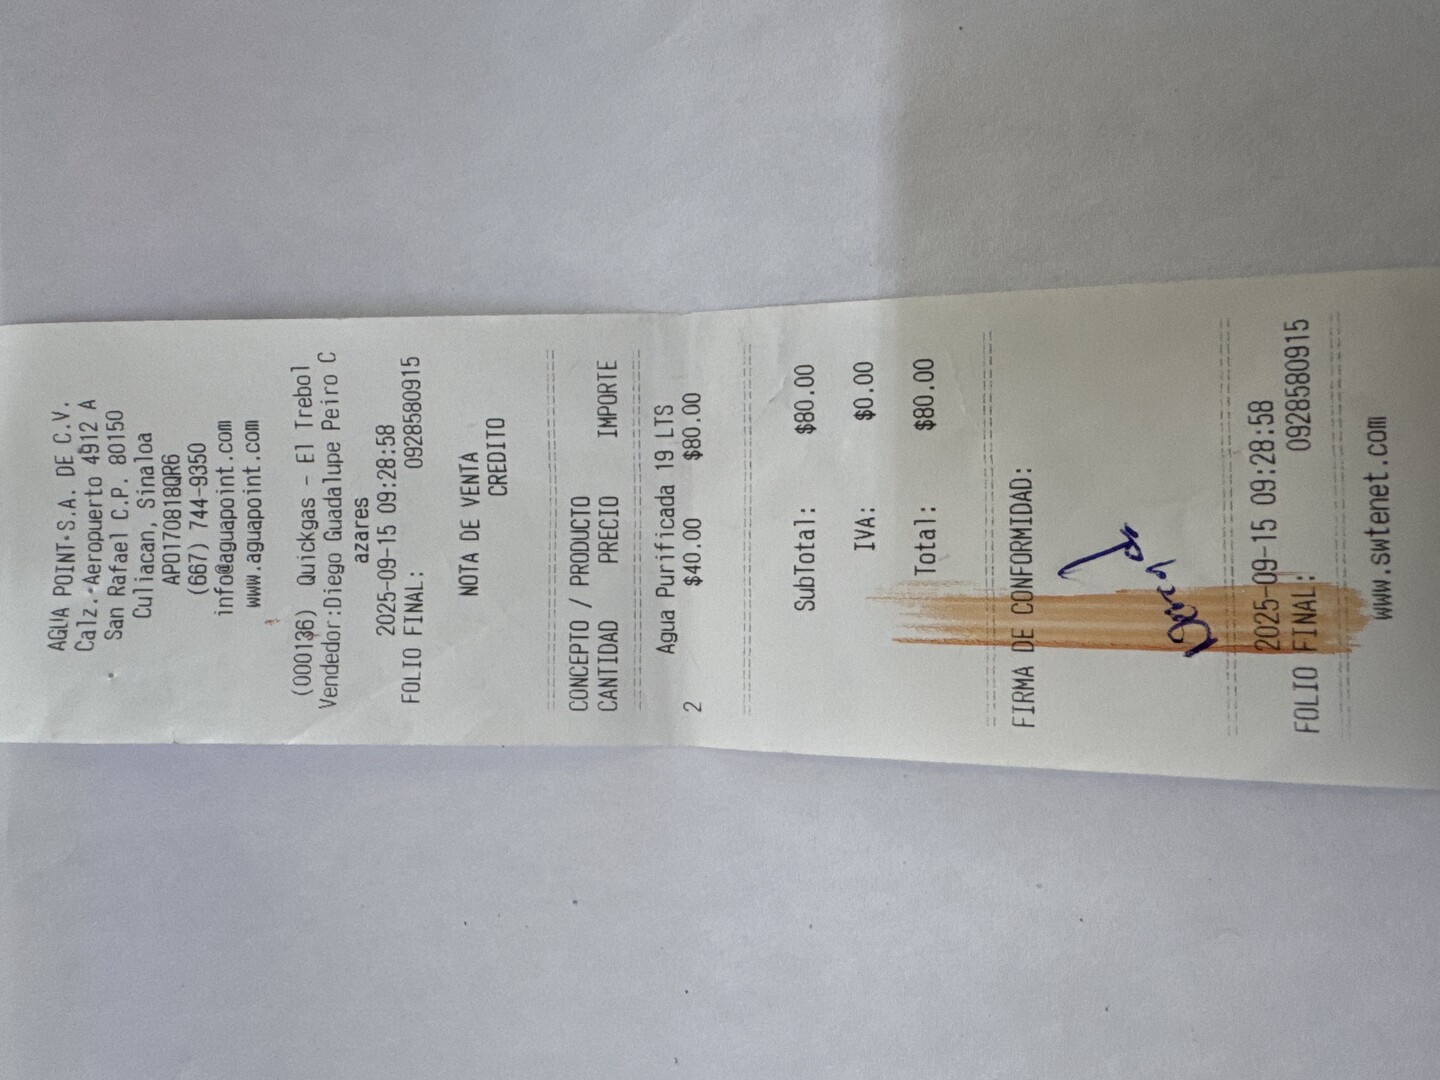 AGUA POINT S.A. DE C.V.
Calz. Aeropuerto 4912 A
San Rafael C.P. 80150
Culiacan, Sinaloa
APO170818QR6
(667) 744-9350
info@aguapoint.com
www.aguapoint.com
(000136) Quickgas - El Trebol
Vendedor:Diego Guadalupe Peiro C
azares
2025-09-15 09:28:58
FOLIO FINAL: 0928580915
NOTA DE VENTA
CREDITO
CONCEPTO / PRODUCTO
CANTIDAD PRECIO IMPORTE
Agua Purificada 19 LTS
2 $40.00 $80.00
SubTotal: $80.00
IVA: $0.00
Total: $80.00
FIRMA DE CONFORMIDAD:
2025-09-15 09:28:58
FOLIO FINAL: 0928580915
www.swtenet.com